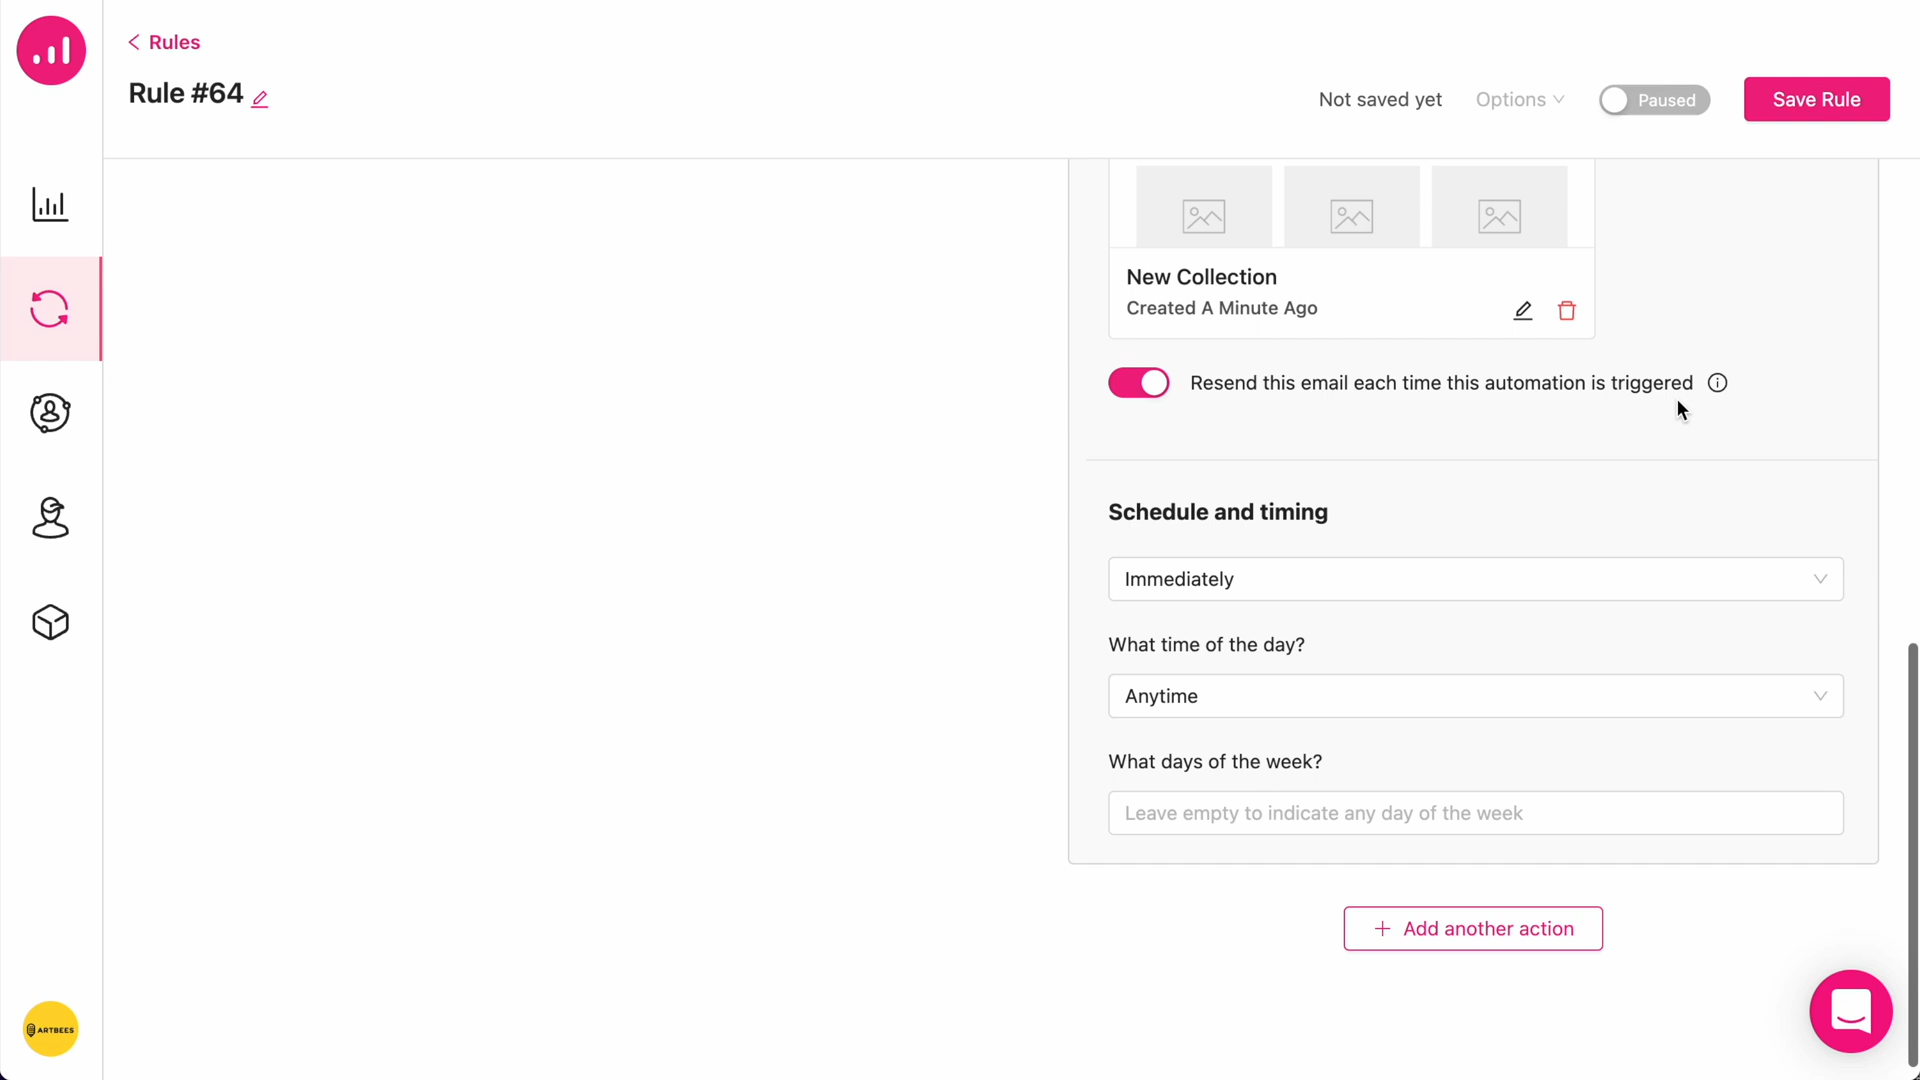 Rules
Rule #64
Not saved yet
Options
Paused
Save Rule
New Collection
Created A Minute Ago
Resend this email each time this automation is triggered
Schedule and timing
Immediately
What time of the day?
Anytime
What days of the week?
Leave empty to indicate any day of the week
+ Add another action
ARTBEES